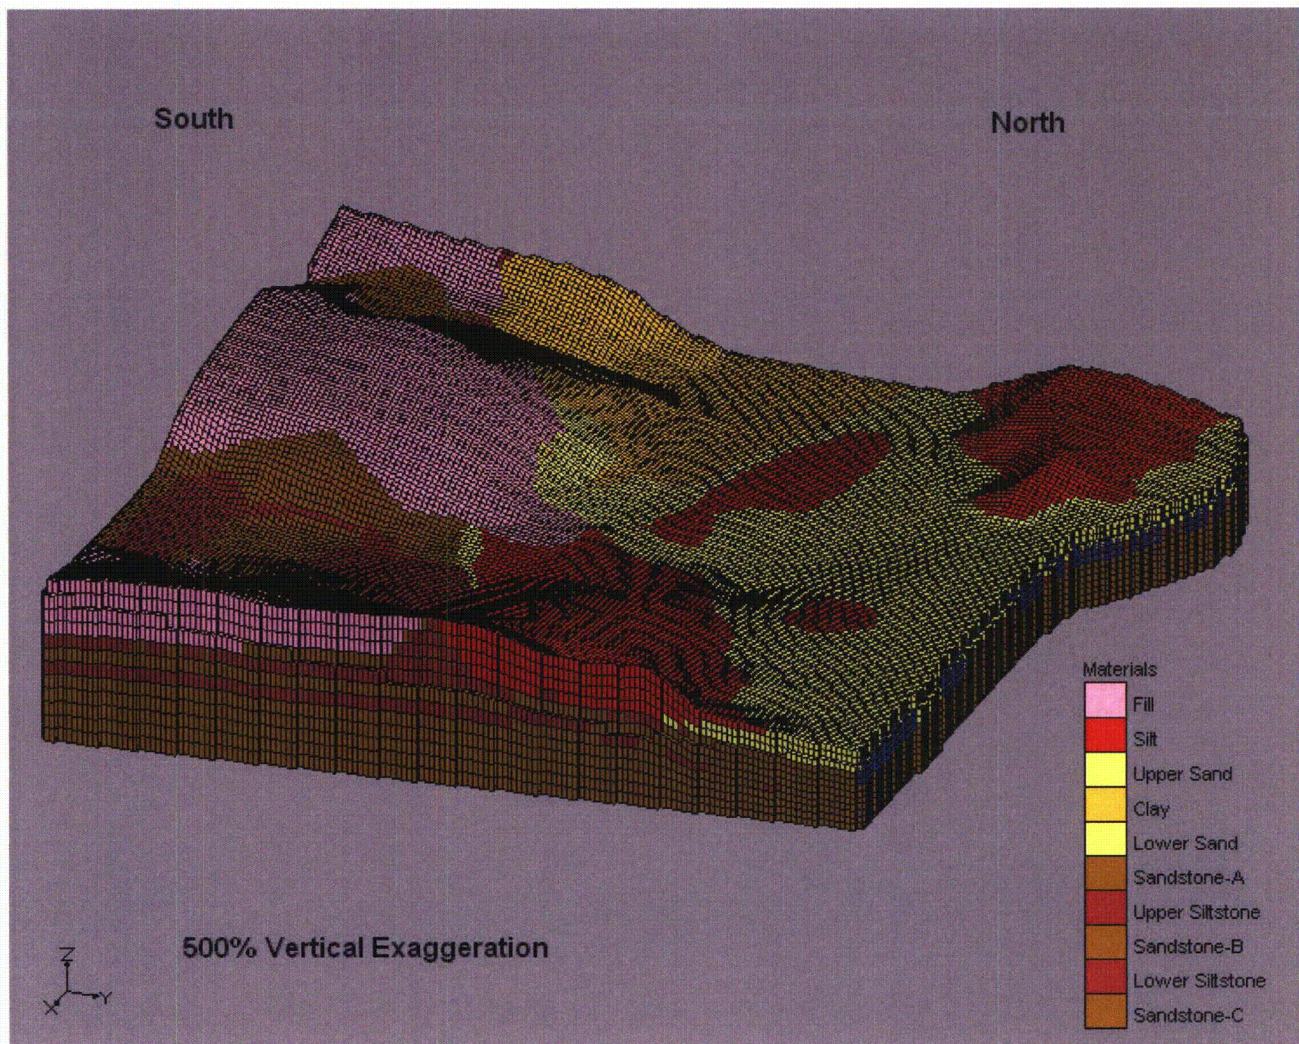 South
North
Materials
Fill
Silt
Upper Sand
Clay
Lower Sand
Sandstone-A
Upper Siltstone
Sandstone-B
Lower Siltstone
Sandstone-C
500% Vertical Exaggeration
Z
X
Y